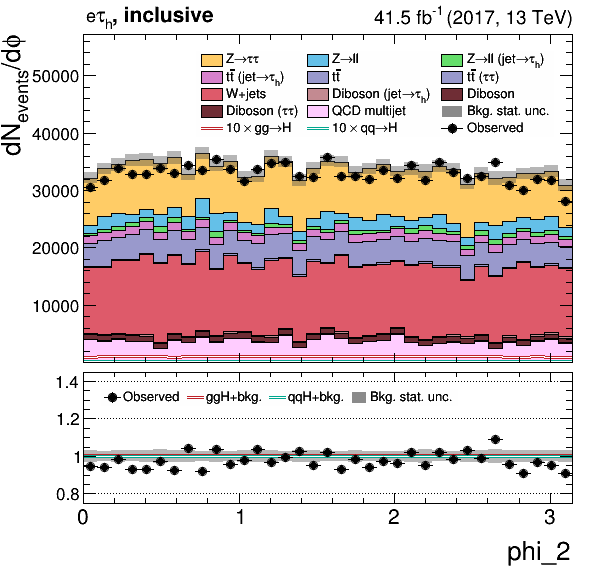 eτh, inclusive 41.5 fb-1 (2017, 13 TeV)
dNevents/dϕ
Z→ττ Z→ll Z→ll (jet→τh)
tt̄ (jet→τh) tt̄ tt̄ (ττ)
W+jets Diboson (jet→τh) Diboson
Diboson (ττ) QCD multijet Bkg. stat. unc.
10 × gg→H 10 × qq→H Observed
50000
40000
30000
20000
10000
1.4
Observed ggH+bkg. qqH+bkg. Bkg. stat. unc.
1.2
1
0.8
0 1 2 3
phi_2